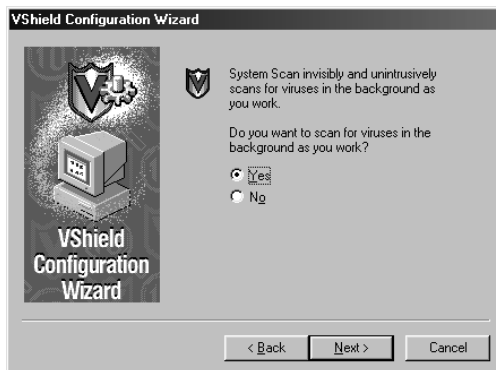 VShield Configuration Wizard
System Scan invisibly and unintrusively
scans for viruses in the background as
you work.
Do you want to scan for viruses in the
background as you work?
Yes
No
VShield
Configuration
Wizard
< Back
Next >
Cancel